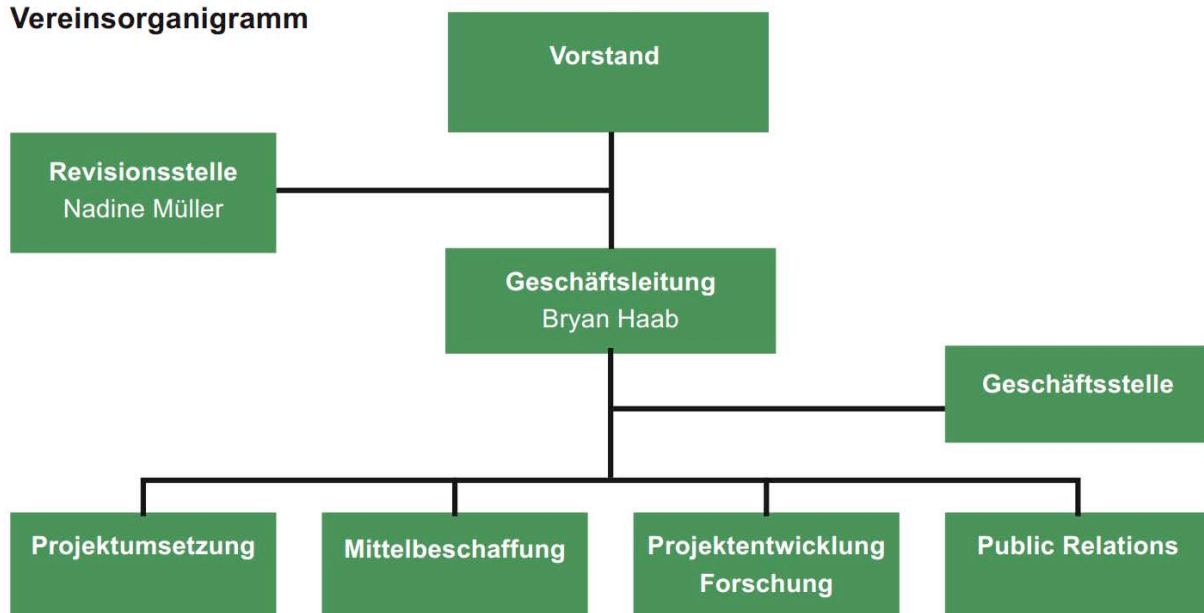 Vereinsorganigramm
Vorstand
Revisionsstelle
Nadine Müller
Geschäftsleitung
Bryan Haab
Geschäftsstelle
Projektumsetzung
Mittelbeschaffung
Projektentwicklung
Forschung
Public Relations